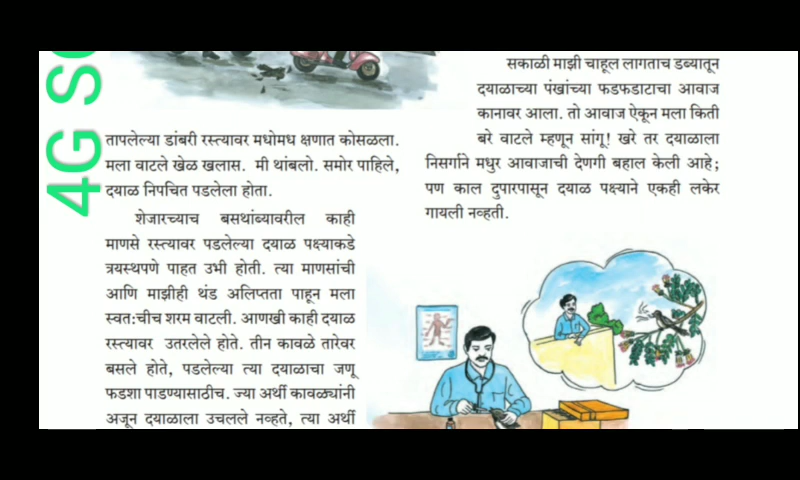 4G
तापलेल्या डांबरी रस्त्यावर मधोमध क्षणात कोसळला.
मला वाटले खेळ खलास. मी थांबलो. समोर पाहिले,
दयाळ निपचित पडलेला होता.
शेजारच्याच बसथांब्यावरील काही
माणसे रस्त्यावर पडलेल्या दयाळ पक्ष्याकडे
त्रयस्थपणे पाहत उभी होती. त्या माणसांची
आणि माझीही थंड अलिप्तता पाहून मला
स्वत:चीच शरम वाटली. आणखी काही दयाळ
रस्त्यावर उतरलेले होते. तीन कावळे तारेवर
बसले होते, पडलेल्या त्या दयाळाचा जणू
फडशा पाडण्यासाठीच. ज्या अर्थी कावळ्यांनी
अजून दयाळाला उचलले नव्हते, त्या अर्थी
सकाळी माझी चाहूल लागताच डब्यातून
दयाळाच्या पंखांच्या फडफडाटाचा आवाज
कानावर आला. तो आवाज ऐकून मला किती
बरे वाटले म्हणून सांगू! खरे तर दयाळाला
निसर्गाने मधुर आवाजाची देणगी बहाल केली आहे;
पण काल दुपारपासून दयाळ पक्ष्याने एकही लकेर
गायली नव्हती.